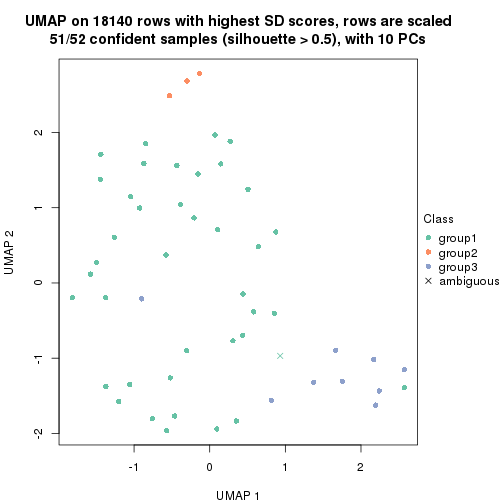 UMAP on 18140 rows with highest SD scores, rows are scaled
51/52 confident samples (silhouette > 0.5), with 10 PCs
2
1
0
-1
-2
UMAP 2
-1
0
1
2
UMAP 1
Class
group1
group2
group3
ambiguous